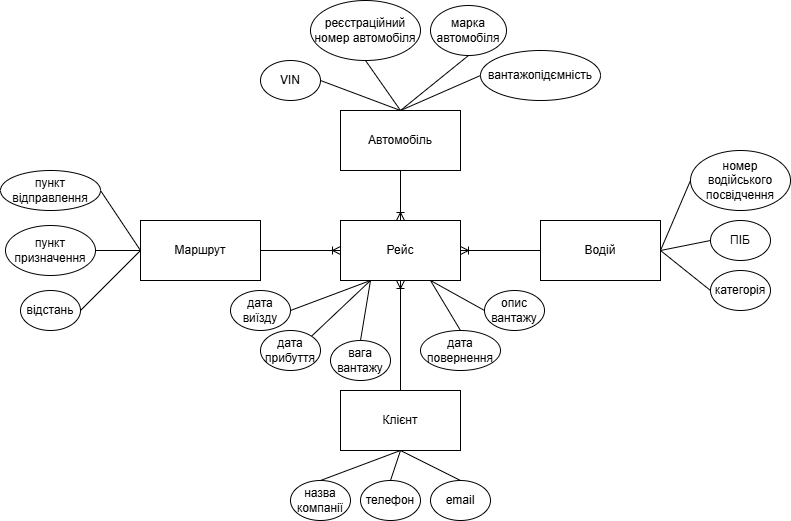 реєстраційний
номер автомобіля
марка
автомобіля
VIN
вантажопідємність
Автомобіль
пункт
відправлення
номер
водійського
посвідчення
пункт
призначення
Маршрут
Рейс
Водій
ПІБ
відстань
категорія
дата
виїзду
опис
вантажу
дата
прибуття
вага
вантажу
дата
повернення
Клієнт
назва
компанії
телефон
email